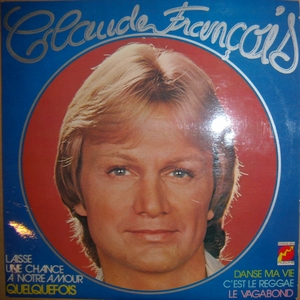 Claude François
LAISSE
UNE CHANCE
A NOTRE AMOUR
QUELQUEFOIS
DANSE MA VIE
C'EST LE REGGAE
LE VAGABOND